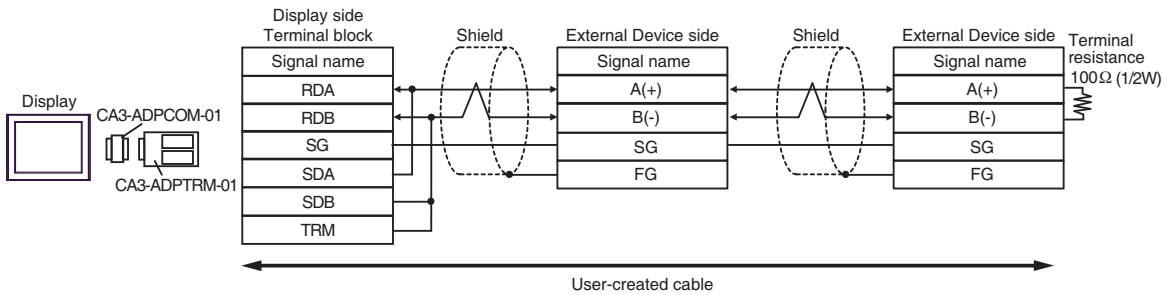 Display side
Terminal block
Shield
External Device side
Shield
External Device side
Terminal
resistance
100Ω (1/2W)
Signal name
Signal name
Signal name
RDA
A(+)
A(+)
Display
CA3-ADPCOM-01
RDB
B(-)
B(-)
SG
SG
SG
CA3-ADPTRM-01
SDA
FG
FG
SDB
TRM
User-created cable